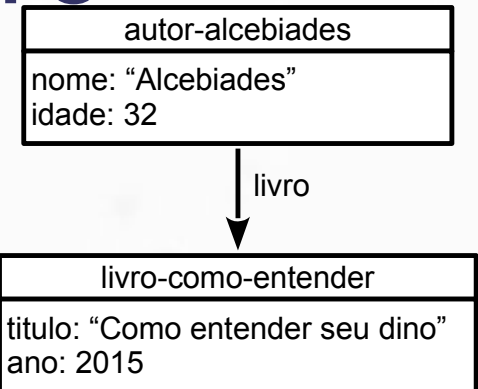 autor-alcebiades
nome: “Alcebiades”
idade: 32
livro
livro-como-entender
titulo: “Como entender seu dino”
ano: 2015